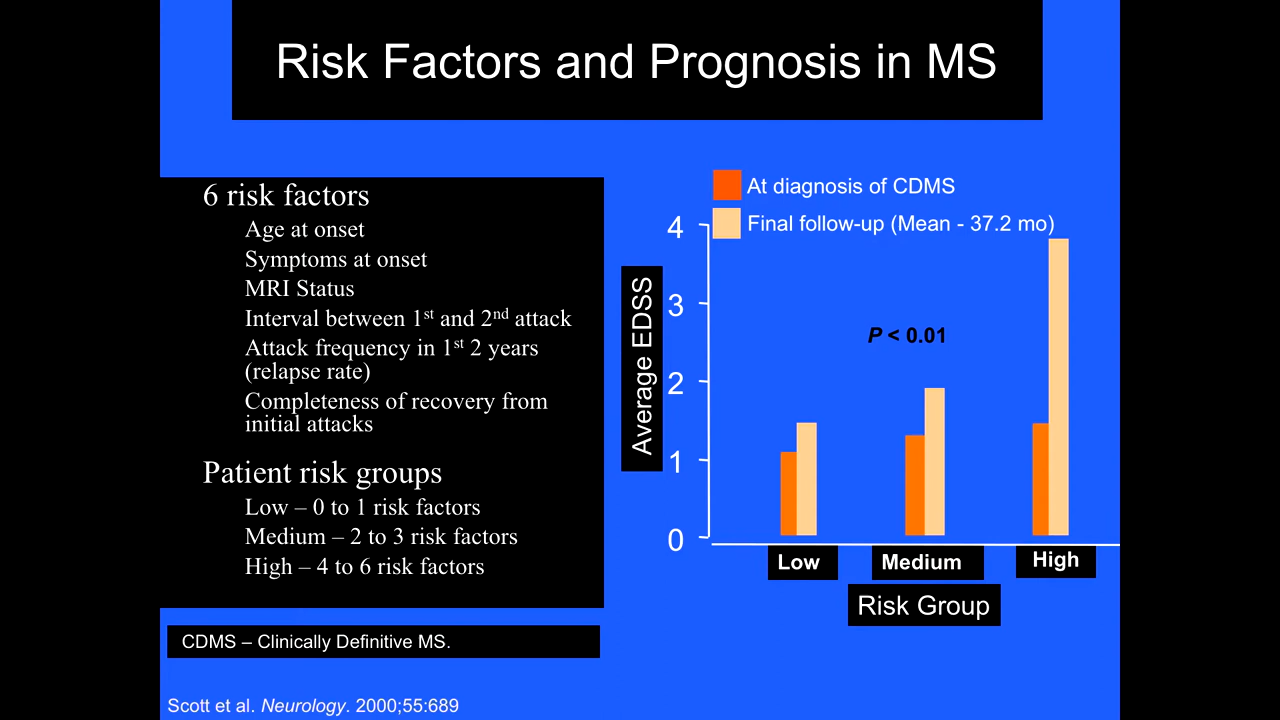 Risk Factors and Prognosis in MS
6 risk factors
Age at onset
Symptoms at onset
MRI Status
Interval between 1st and 2nd attack
Attack frequency in 1st 2 years
(relapse rate)
Completeness of recovery from
initial attacks
Patient risk groups
Low – 0 to 1 risk factors
Medium – 2 to 3 risk factors
High – 4 to 6 risk factors
CDMS – Clinically Definitive MS.
Scott et al. Neurology. 2000;55:689
At diagnosis of CDMS
Final follow-up (Mean - 37.2 mo)
Average EDSS
4
3
2
1
0
P < 0.01
Low
Medium
High
Risk Group